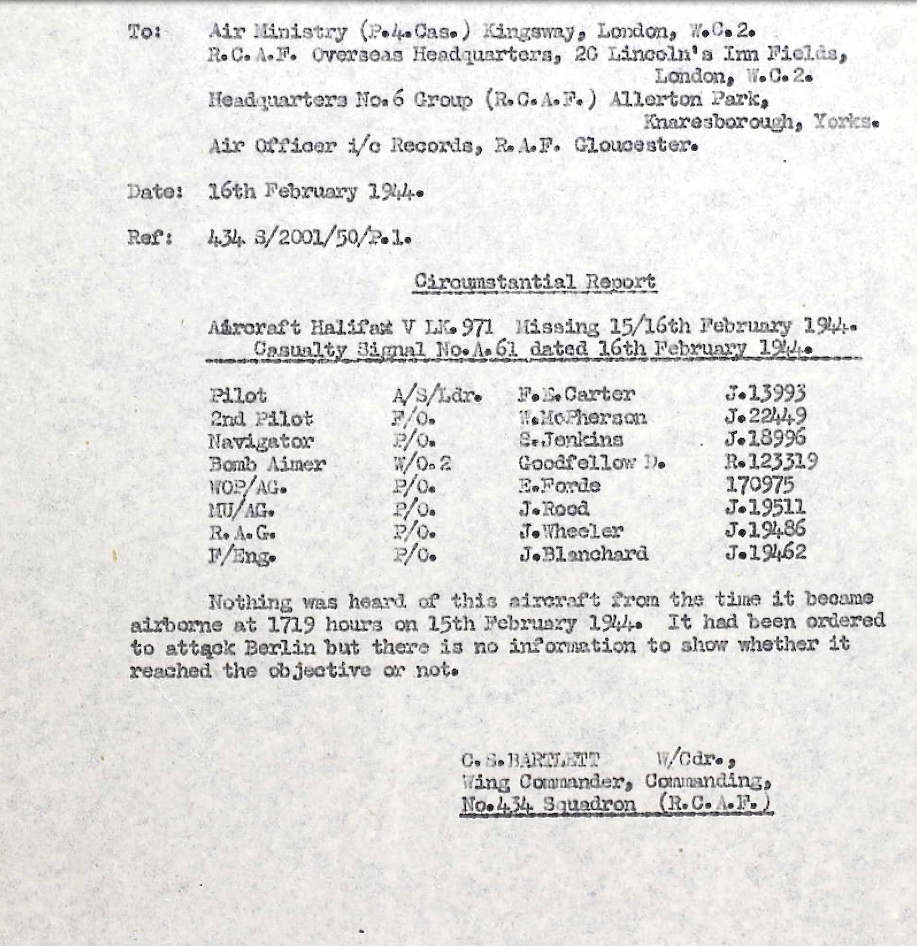 To: Air Ministry (P.4.Cas.) Kingsway, London, W.C.2.
R.C.A.F. Overseas Headquarters, 20 Lincoln's Inn Fields,
London, W.C.2.
Headquarters No.6 Group (R.C.A.F.) Allerton Park,
Knaresborough, Yorks.
Air Officer i/c Records, R.A.F. Gloucester.
Date: 16th February 1944.
Ref: 434 S/2001/50/P.1.
Circumstantial Report
Aircraft Halifax V LK.971 Missing 15/16th February 1944.
Casualty Signal No.A.61 dated 16th February 1944.
Pilot A/S/Ldr. F.E.Carter J.13993
2nd Pilot F/O. W.McPherson J.22449
Navigator P/O. S.Jenkins J.18996
Bomb Aimer W/O.2 Goodfellow D. R.123319
WOP/AG. P/O. E.Forde 170975
MU/AG. P/O. J.Rood J.19511
R.A.G. P/O. J.Wheeler J.19486
F/Eng. P/O. J.Blanchard J.19462
Nothing was heard of this aircraft from the time it became
airborne at 1719 hours on 15th February 1944. It had been ordered
to attack Berlin but there is no information to show whether it
reached the objective or not.
C.S.BARTLETT W/Cdr.,
Wing Commander, Commanding,
No.434 Squadron (R.C.A.F.)